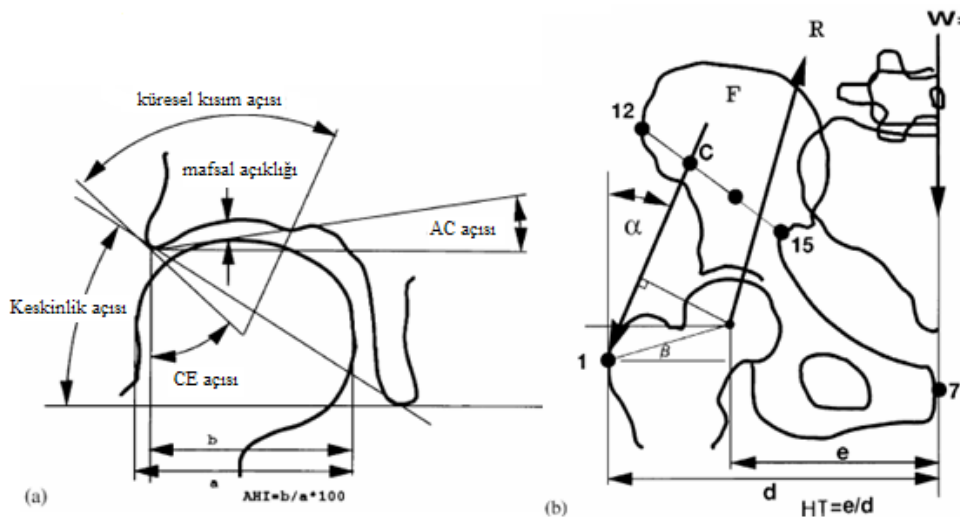 küresel kısım açısı
mafsal açıklığı
AC açısı
Keskinlik açısı
CE açısı
b
a
AHI=b/a*100
(a)
R
F
12
C
α
15
1
β
7
e
d
HT=e/d
(b)